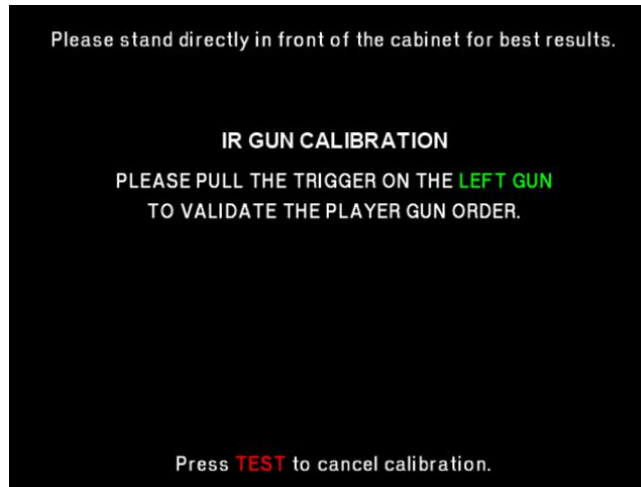 Please stand directly in front of the cabinet for best results.
IR GUN CALIBRATION
PLEASE PULL THE TRIGGER ON THE LEFT GUN
TO VALIDATE THE PLAYER GUN ORDER.
Press TEST to cancel calibration.